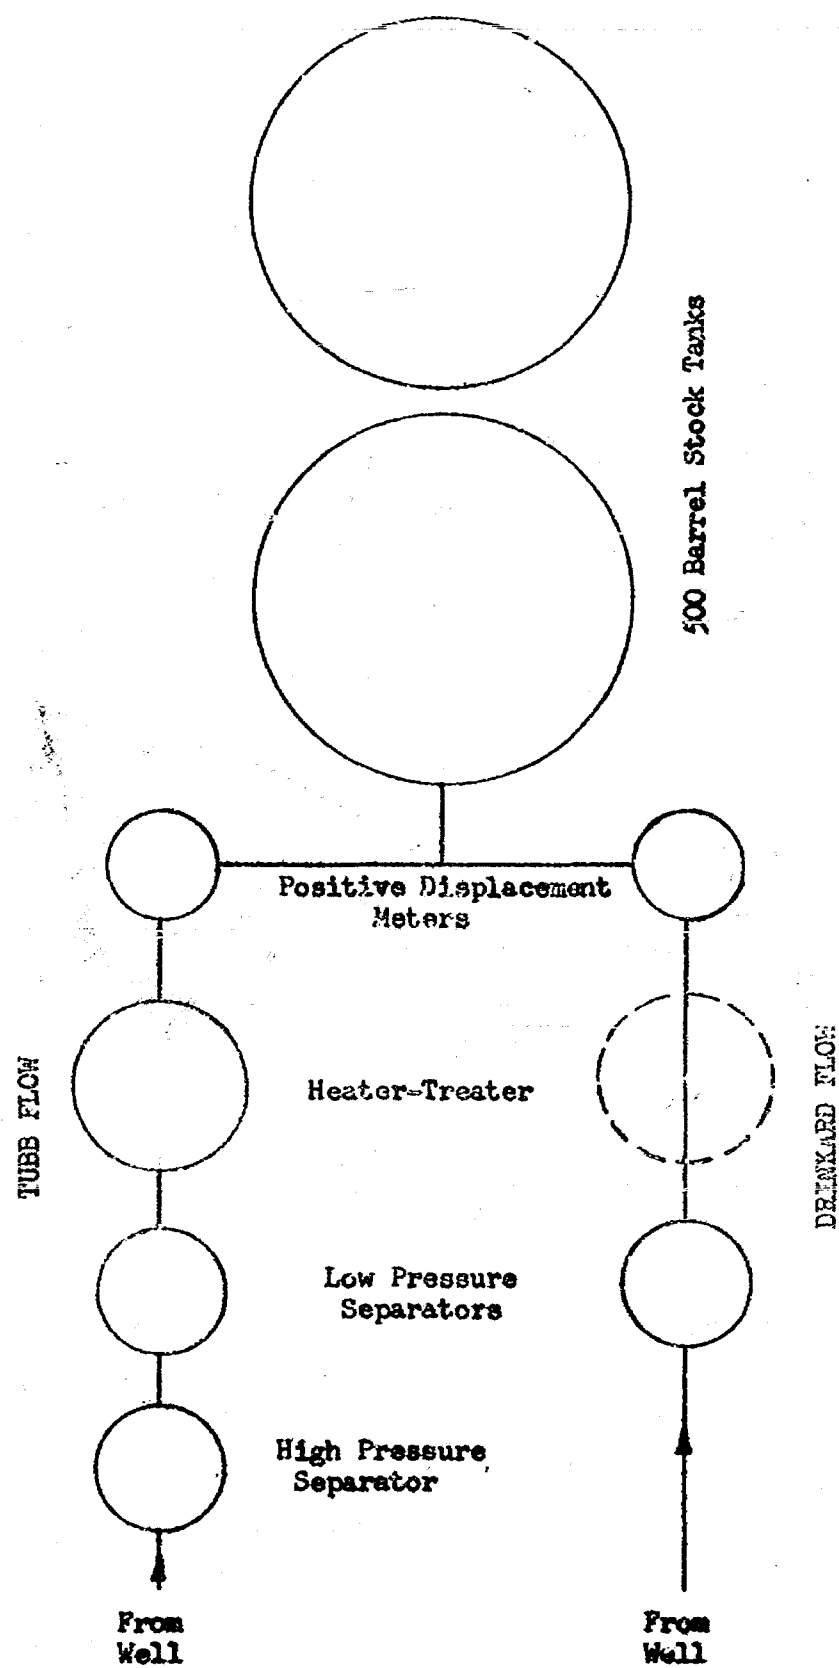 500 Barrel Stock Tanks
Positive Displacement
Meters
TUBB FLOW
Heater-Treater
DRINKARD FLOW
Low Pressure
Separators
High Pressure
Separator
From
Well
From
Well